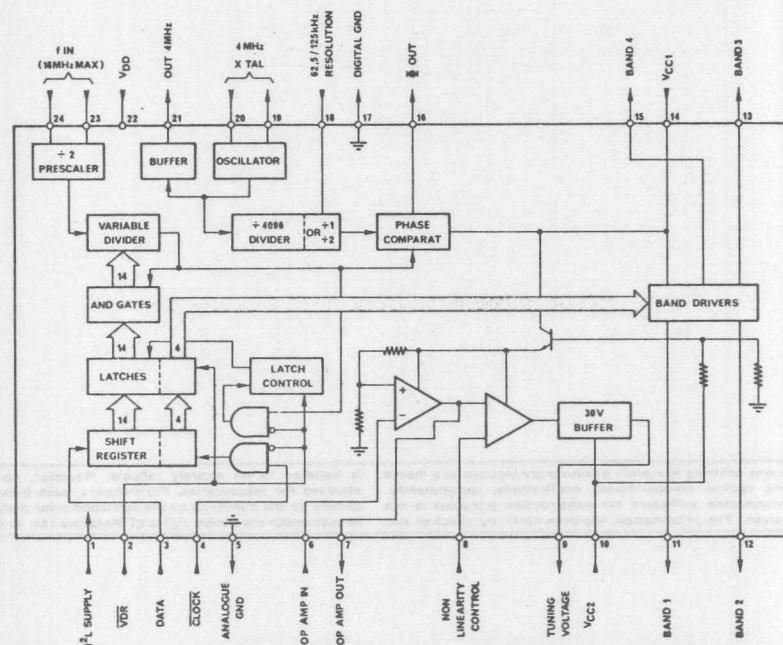 f IN
(16MHz MAX)
VDD
OUT 4MHz
4 MHz
X TAL
62,5/125kHz
RESOLUTION
DIGITAL GND
OUT
BAND 4
VCC1
BAND 3
24
23
22
21
20
19
18
17
16
15
14
13
÷ 2
PRESCALER
BUFFER
OSCILLATOR
VARIABLE
DIVIDER
÷ 4096
DIVIDER
OR
÷1
÷2
PHASE
COMPARAT
14
AND GATES
BAND DRIVERS
14
4
LATCHES
LATCH
CONTROL
+
−
30V
BUFFER
14
4
SHIFT
REGISTER
1
2
3
4
5
6
7
8
9
10
11
12
I²L SUPPLY
VDR
DATA
CLOCK
ANALOGUE
GND
OP AMP IN
OP AMP OUT
NON
LINEARITY
CONTROL
TUNING
VOLTAGE
VCC2
BAND 1
BAND 2